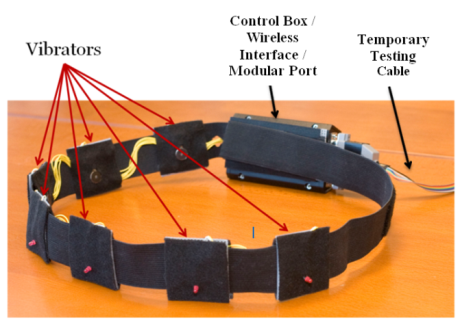 Vibrators
Control Box /
Wireless
Interface /
Modular Port
Temporary
Testing
Cable